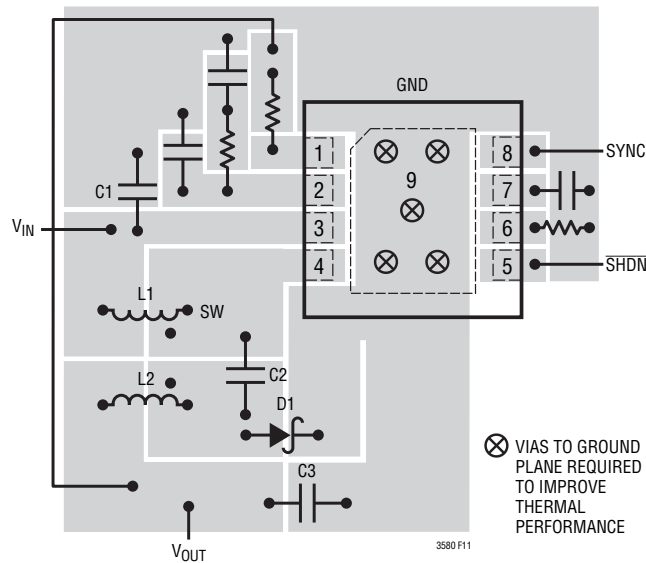 GND
1
8
SYNC
9
C1
2
7
VIN
3
6
4
5
SHDN
L1
SW
L2
C2
D1
VIAS TO GROUND
PLANE REQUIRED
TO IMPROVE
THERMAL
PERFORMANCE
C3
VOUT
3580 F11